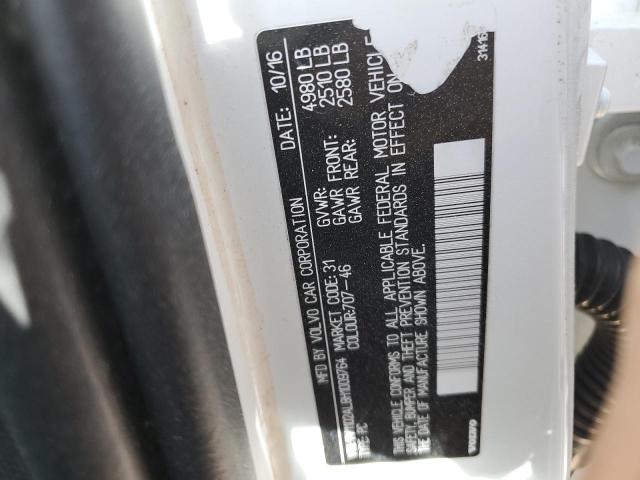 MFD BY VOLVO CAR CORPORATION DATE: 10/16
GVWR: 4980 LB
GAWR FRONT: 2510 LB
GAWR REAR: 2580 LB
MARKET CODE: 31
COLOUR: 707-46
TYPE: PC
THIS VEHICLE CONFORMS TO ALL APPLICABLE FEDERAL MOTOR VEHICLE
SAFETY, BUMPER AND THEFT PREVENTION STANDARDS IN EFFECT ON
DATE OF MANUFACTURE SHOWN ABOVE.
VOLVO